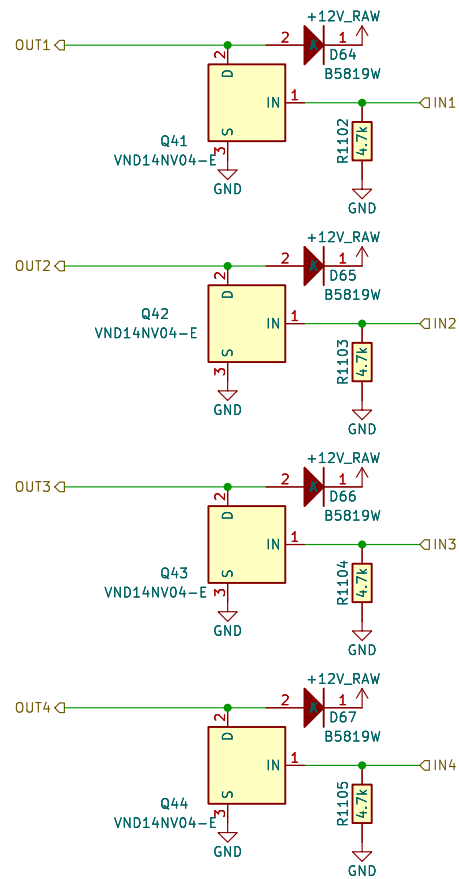 +12V_RAW
OUT1 2 1
D64
B5819W
2
D
IN 1 IN1
R1102 4.7k
S
Q41
VND14NV04-E 3
GND
GND
+12V_RAW
OUT2 2 1
D65
B5819W
2
D
Q42
IN 1 IN2
VND14NV04-E
R1103 4.7k
S
3
GND
GND
+12V_RAW
OUT3 2 1
D66
B5819W
2
D
IN 1 IN3
R1104 4.7k
S
Q43
VND14NV04-E 3
GND
GND
+12V_RAW
OUT4 2 1
D67
B5819W
2
D
IN 1 IN4
R1105 4.7k
S
Q44
VND14NV04-E 3
GND
GND